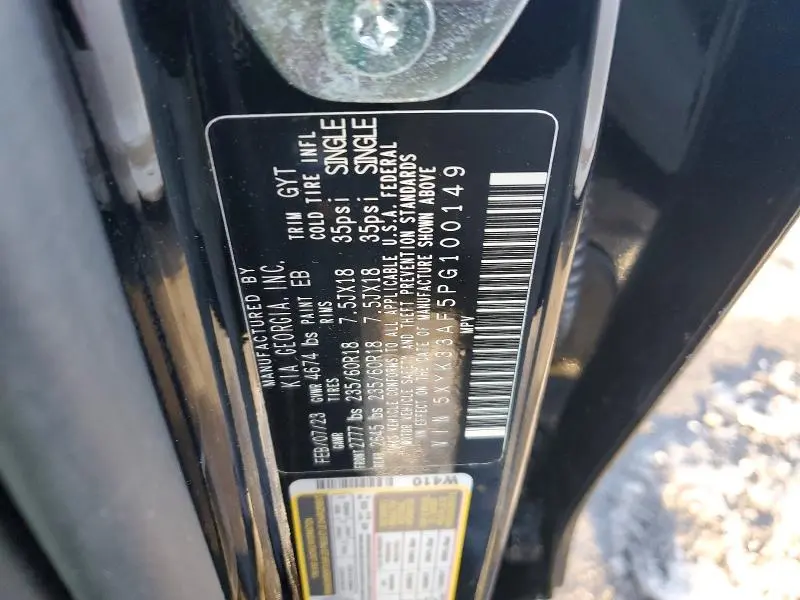 MANUFACTURED BY
KIA GEORGIA, INC.
FEB/07/23 GVWR 4674 lbs PAINT EB TRIM GYT
GAWR TIRES RIMS COLD TIRE INFL
FRONT 2777 lbs 235/60R18 7.5JX18 35psi SINGLE
REAR 2645 lbs 235/60R18 7.5JX18 35psi SINGLE
THIS VEHICLE CONFORMS TO ALL APPLICABLE U.S.A. FEDERAL
MOTOR VEHICLE SAFETY AND THEFT PREVENTION STANDARDS
IN EFFECT ON THE DATE OF MANUFACTURE SHOWN ABOVE
VIN 5XYK33AF5PG100149
MPV
W410